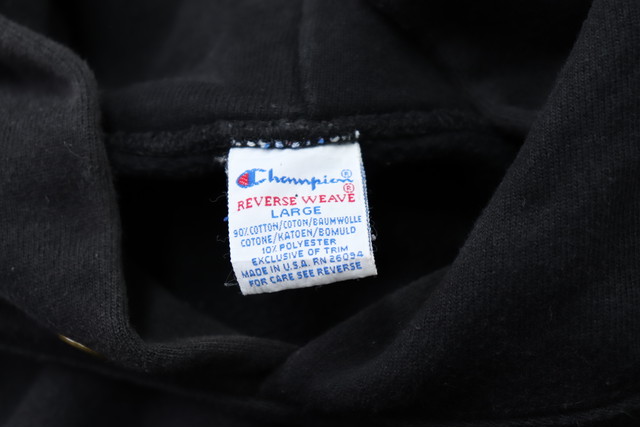 Champion®
®
REVERSE WEAVE
LARGE
90% COTTON/COTON/BAUMWOLLE
COTONE/KATOEN/BOMULD
10% POLYESTER
EXCLUSIVE OF TRIM
MADE IN U.S.A. RN 26094
FOR CARE SEE REVERSE